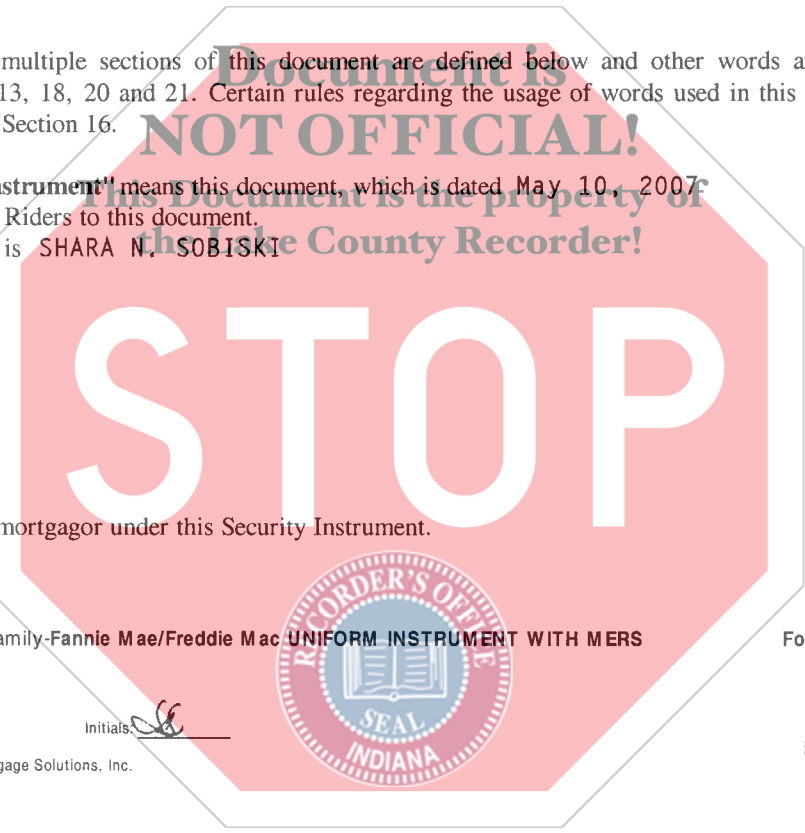 multiple sections of this document are defined below and other words a
Document is
13, 18, 20 and 21. Certain rules regarding the usage of words used in this
Section 16.
NOT OFFICIAL!
strument" means this document, which is dated May 10, 2007
This Document is the property of
Riders to this document.
is SHARA N. SOBISKI
the Lake County Recorder!
STOP
mortgagor under this Security Instrument.
RECORDER'S OFFICE
SEAL
INDIANA
amily-Fannie Mae/Freddie Mac UNIFORM INSTRUMENT WITH MERS Fo
Initials:
gage Solutions, Inc.